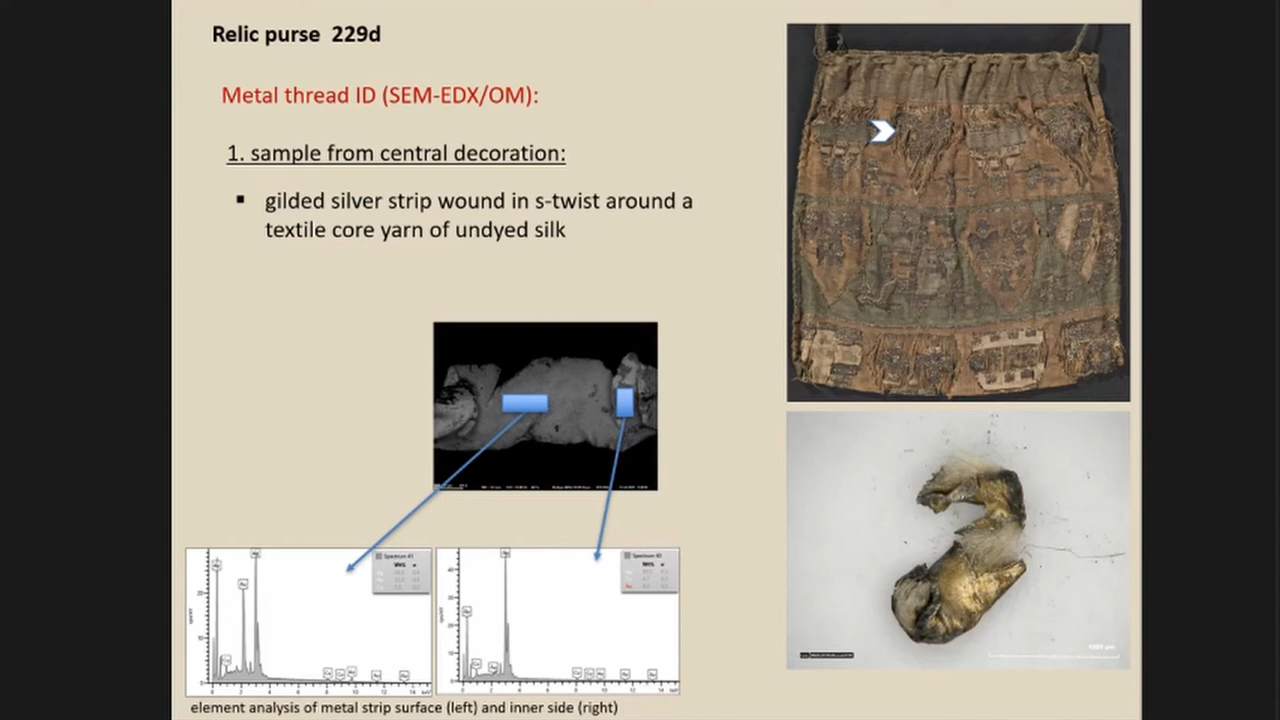 Relic purse 229d
Metal thread ID (SEM-EDX/OM):
1. sample from central decoration:
▪ gilded silver strip wound in s-twist around a
textile core yarn of undyed silk
Spectrum 41
Spectrum 40
element analysis of metal strip surface (left) and inner side (right)